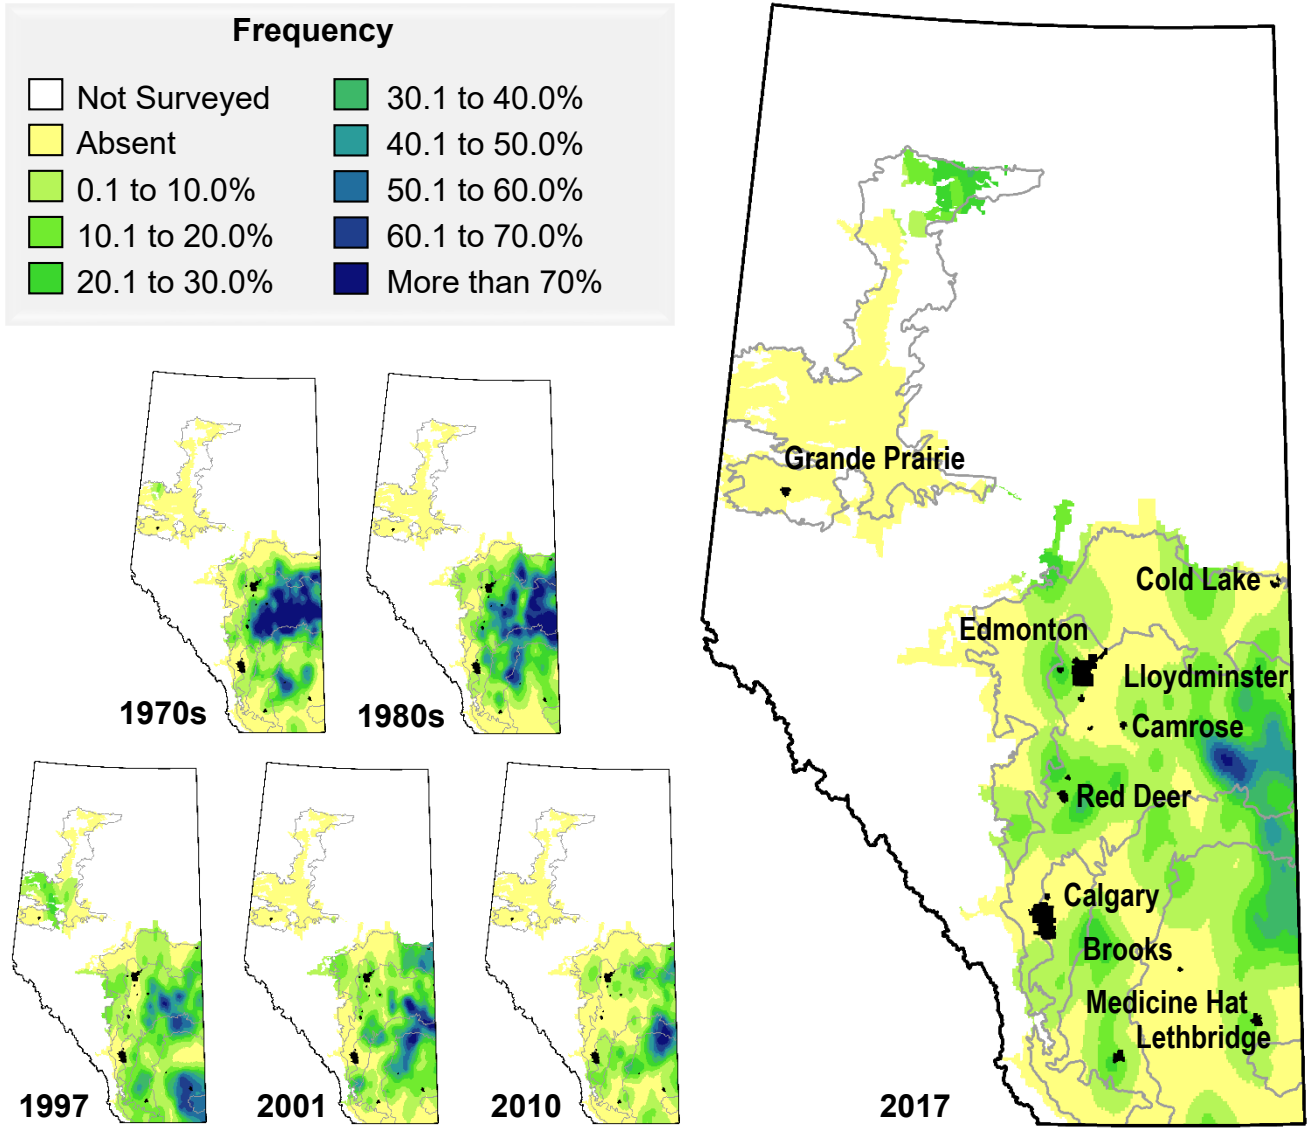 Frequency
Not Surveyed
Absent
0.1 to 10.0%
10.1 to 20.0%
20.1 to 30.0%
30.1 to 40.0%
40.1 to 50.0%
50.1 to 60.0%
60.1 to 70.0%
More than 70%
1970s
1980s
1997
2001
2010
Grande Prairie
Cold Lake
Edmonton
Lloydminster
Camrose
Red Deer
Calgary
Brooks
Medicine Hat
Lethbridge
2017